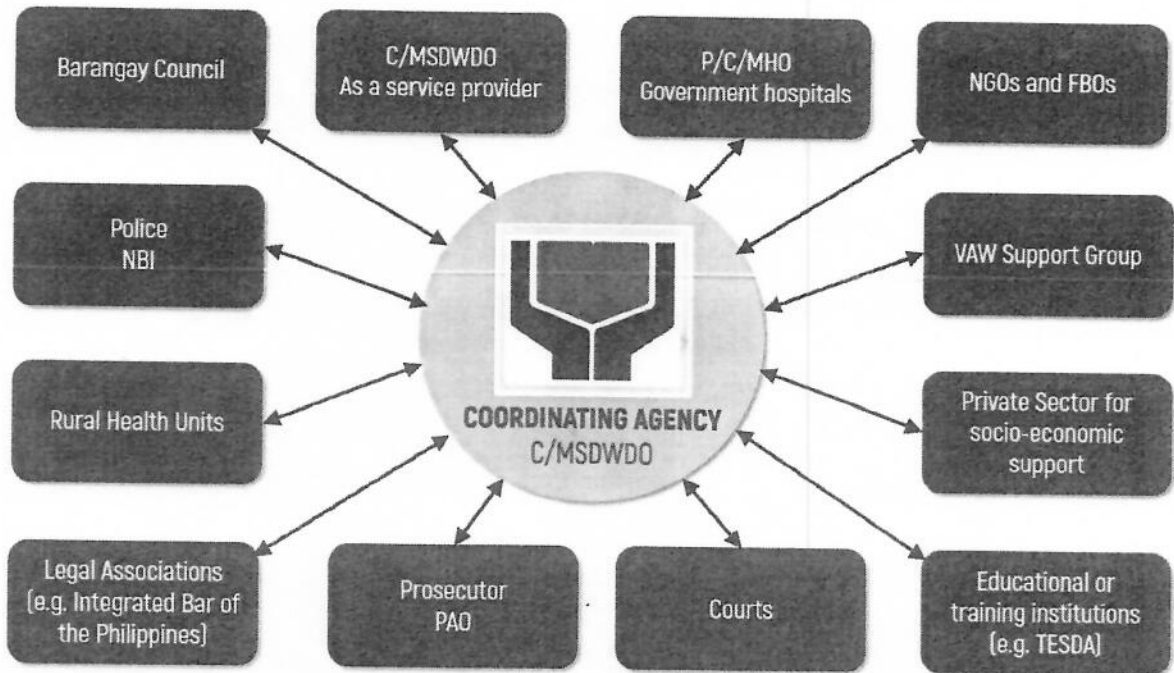 Barangay Council
C/MSDWDO
As a service provider
P/C/MHO
Government hospitals
NGOs and FBOs
Police
NBI
VAW Support Group
Rural Health Units
COORDINATING AGENCY
C/MSDWDO
Private Sector for
socio-economic
support
Legal Associations
(e.g. Integrated Bar of
the Philippines)
Prosecutor
PAO
Courts
Educational or
training institutions
(e.g. TESDA)